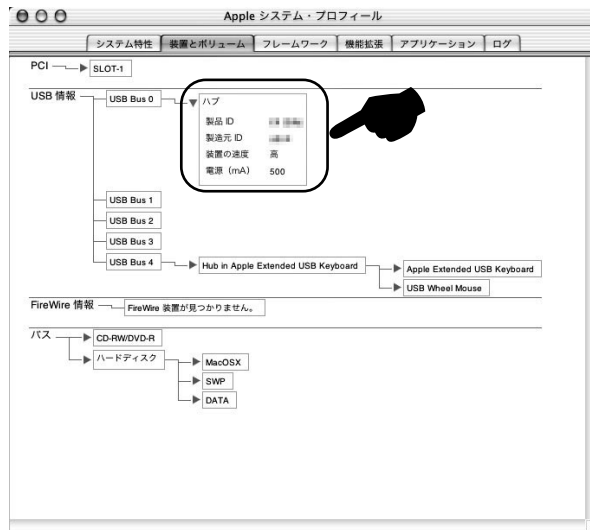 Apple システム・プロフィール
システム特性 装置とボリューム フレームワーク 機能拡張 アプリケーション ログ
PCI SLOT-1
USB 情報 USB Bus 0 ハブ
製品 ID
製造元 ID
装置の速度 高
電源（mA） 500
USB Bus 1
USB Bus 2
USB Bus 3
USB Bus 4 Hub in Apple Extended USB Keyboard Apple Extended USB Keyboard
USB Wheel Mouse
FireWire 情報 FireWire 装置が見つかりません。
バス CD-RW/DVD-R
ハードディスク MacOSX
SWP
DATA